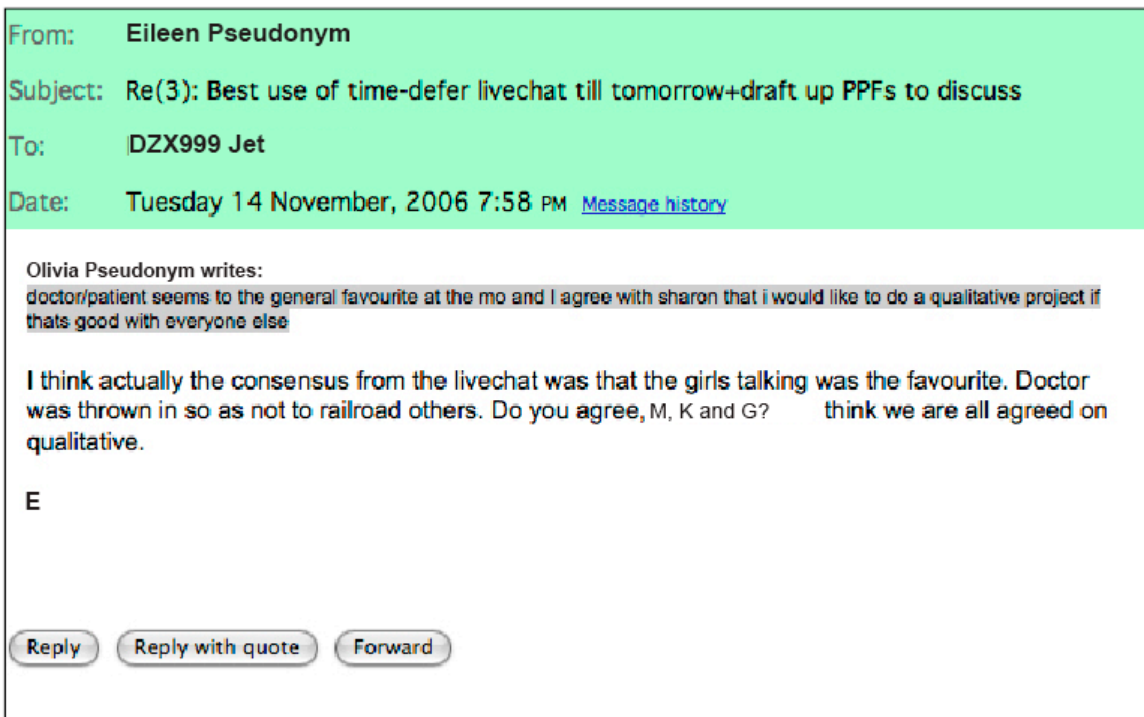 From: Eileen Pseudonym
Subject: Re(3): Best use of time-defer livechat till tomorrow+draft up PPFs to discuss
To: DZX999 Jet
Date: Tuesday 14 November, 2006 7:58 PM Message history
Olivia Pseudonym writes:
doctor/patient seems to the general favourite at the mo and I agree with sharon that i would like to do a qualitative project if
thats good with everyone else
I think actually the consensus from the livechat was that the girls talking was the favourite. Doctor
was thrown in so as not to railroad others. Do you agree, M, K and G? think we are all agreed on
qualitative.
E
Reply Reply with quote Forward